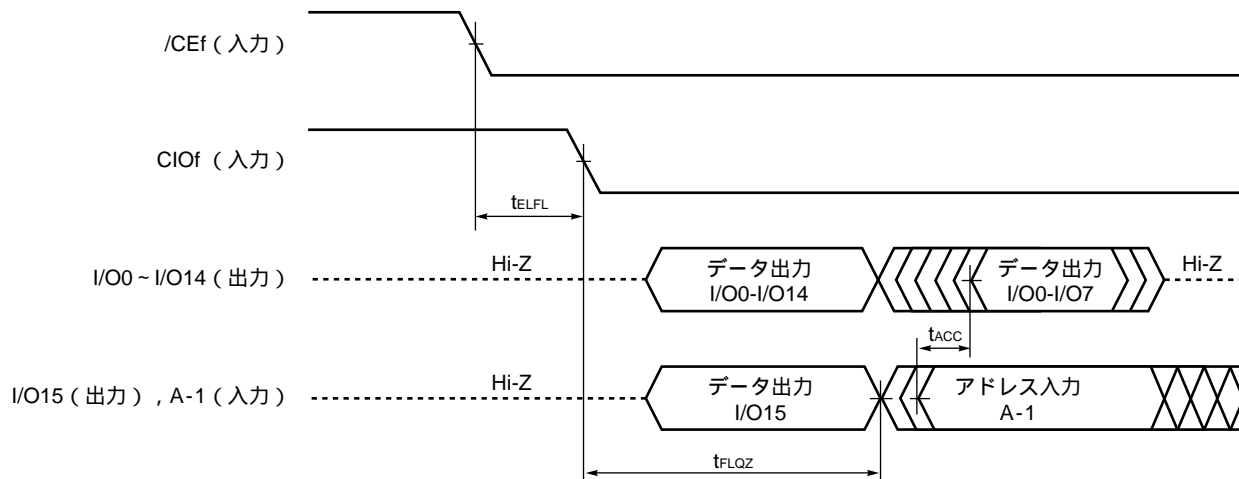 /CEf（入力）
CIOf （入力）
tELFL
I/O0 ~ I/O14（出力）
Hi-Z
データ出力
I/O0-I/O14
データ出力
I/O0-I/O7
Hi-Z
tACC
I/O15（出力）, A-1（入力）
Hi-Z
データ出力
I/O15
アドレス入力
A-1
tFLQZ